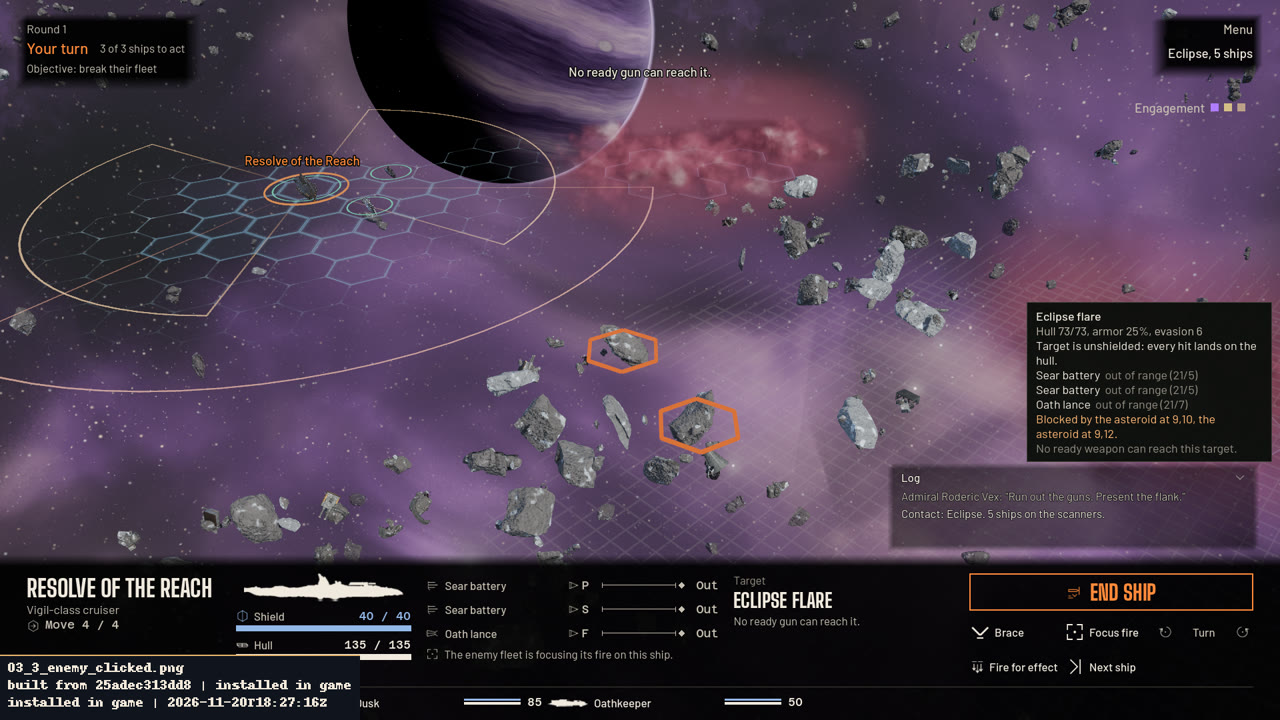 Round 1
Your turn 3 of 3 ships to act
Objective: break their fleet
No ready gun can reach it.
Menu
Eclipse, 5 ships
Engagement
Resolve of the Reach
Eclipse flare
Hull 73/73, armor 25%, evasion 6
Target is unshielded: every hit lands on the
hull.
Sear battery out of range (21/5)
Sear battery out of range (21/5)
Oath lance out of range (21/7)
Blocked by the asteroid at 9,10, the
asteroid at 9,12.
No ready weapon can reach this target.
Log
Admiral Roderic Vex: "Run out the guns. Present the flank."
Contact: Eclipse. 5 ships on the scanners.
RESOLVE OF THE REACH
Vigil-class cruiser
Move 4 / 4
Shield 40 / 40
Hull 135 / 135
Sear battery P Out
Sear battery S Out
Oath lance F Out
The enemy fleet is focusing its fire on this ship.
Target
ECLIPSE FLARE
No ready gun can reach it.
END SHIP
Brace Focus fire Turn
Fire for effect Next ship
03_3_enemy_clicked.png
built from 25adec313dd8 | installed in game
installed in game | 2026-11-20T18:27:16Z
85 Oathkeeper 50